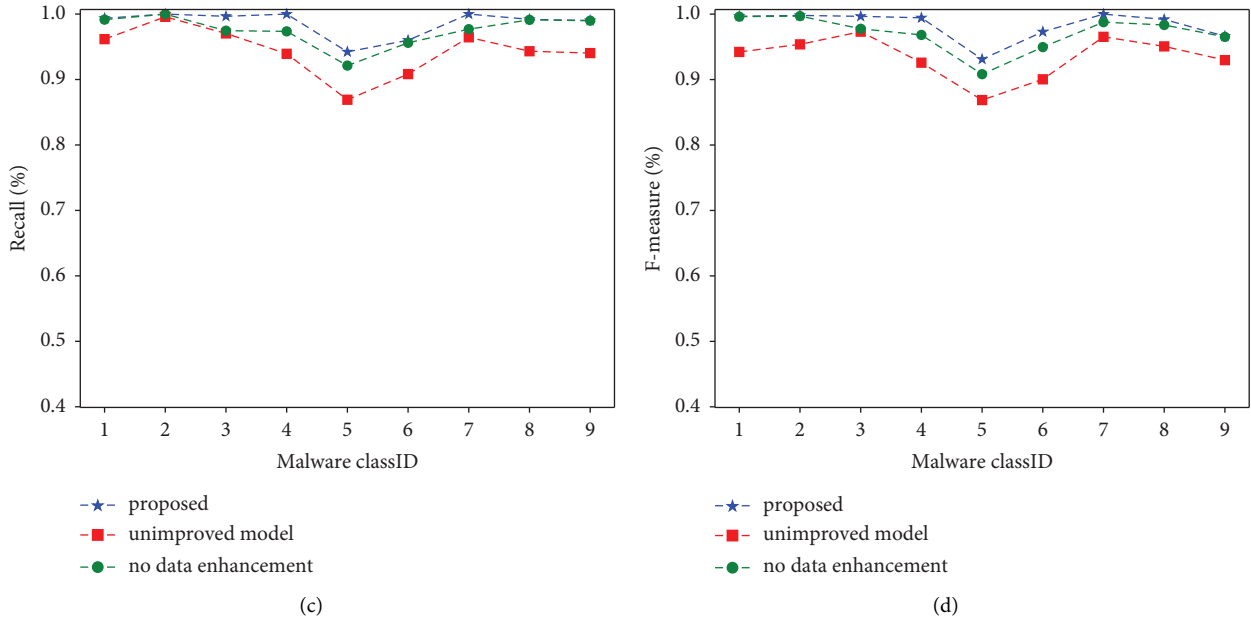 1.0
0.9
0.8
0.7
0.6
0.5
0.4
Recall (%)
1 2 3 4 5 6 7 8 9
Malware classID
proposed
unimproved model
no data enhancement
(c)
1.0
0.9
0.8
0.7
0.6
0.5
0.4
F-measure (%)
1 2 3 4 5 6 7 8 9
Malware classID
proposed
unimproved model
no data enhancement
(d)